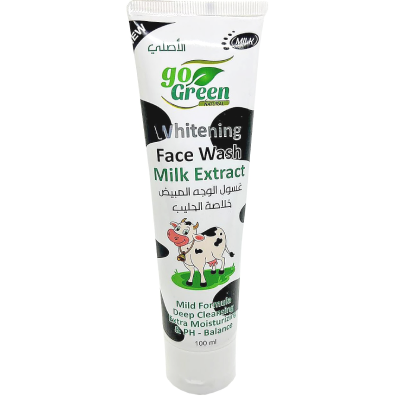 NEW
الأصلي
MILK
go
Green
NATURAL
Whitening
Face Wash
Milk Extract
غسول الوجه المبيض
خلاصة الحليب
Mild Formula
Deep Cleansing
Extra Moisturizing
& PH - Balance
100 ml